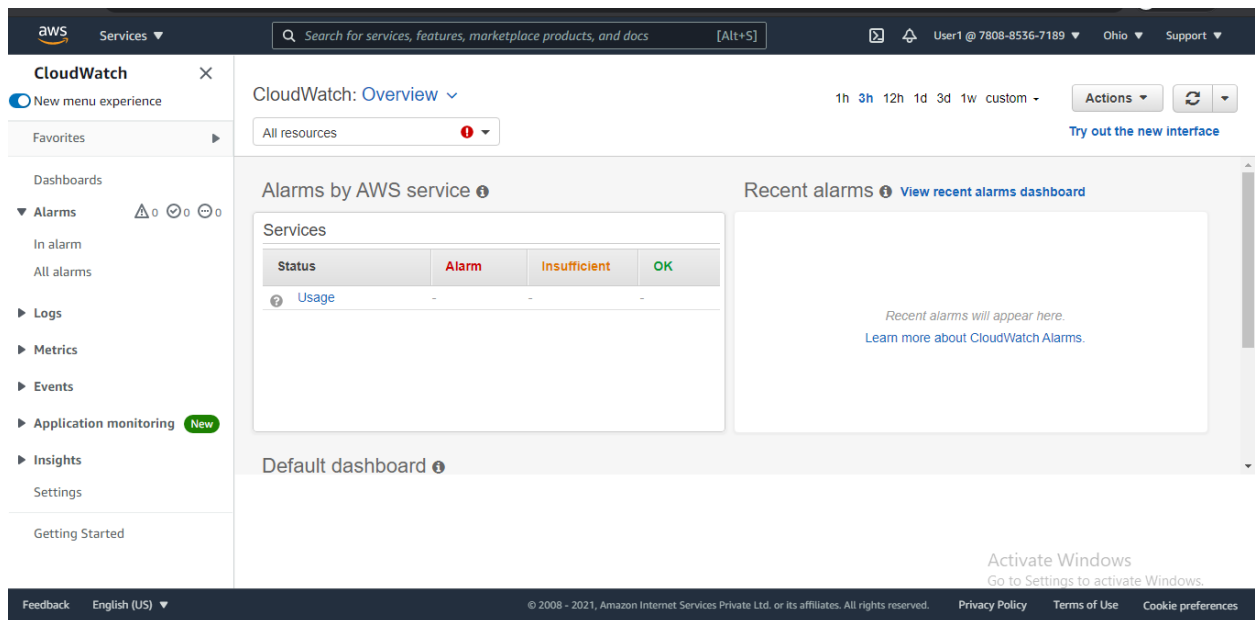 aws Services Search for services, features, marketplace products, and docs [Alt+S] User1 @ 7808-8536-7189 Ohio Support
CloudWatch
New menu experience
Favorites
Dashboards
Alarms 0 0 0
In alarm
All alarms
Logs
Metrics
Events
Application monitoring New
Insights
Settings
Getting Started
CloudWatch: Overview
1h 3h 12h 1d 3d 1w custom Actions
All resources
Try out the new interface
Alarms by AWS service
Services
Status Alarm Insufficient OK
Usage - - -
Recent alarms View recent alarms dashboard
Recent alarms will appear here.
Learn more about CloudWatch Alarms.
Default dashboard
Activate Windows
Go to Settings to activate Windows.
Feedback English (US) © 2008 - 2021, Amazon Internet Services Private Ltd. or its affiliates. All rights reserved. Privacy Policy Terms of Use Cookie preferences